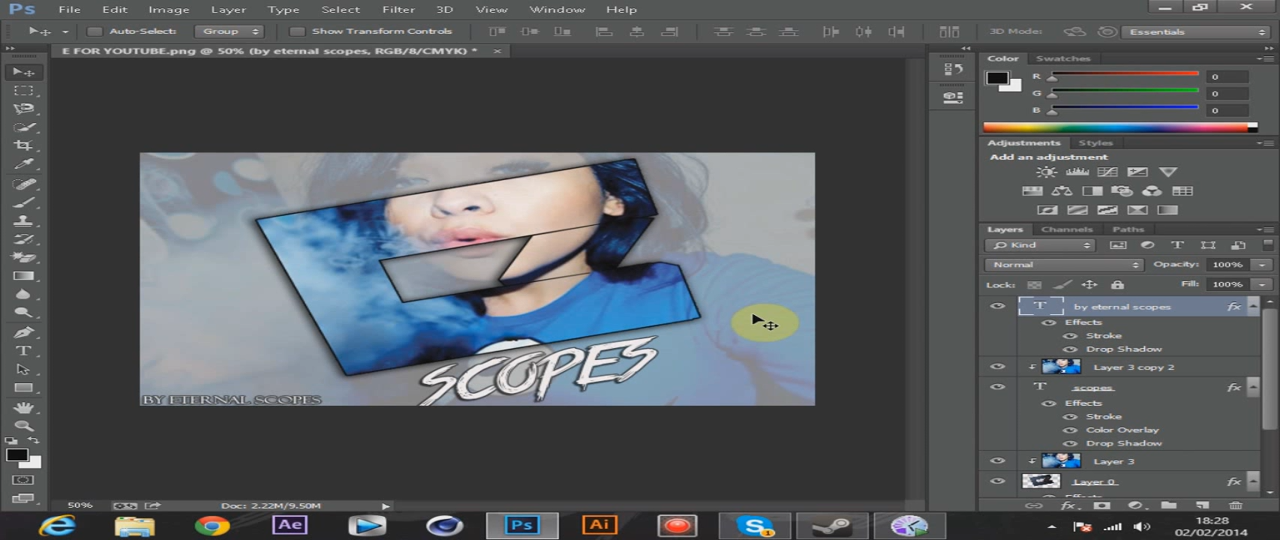 Ps File Edit Image Layer Type Select Filter 3D View Window Help
Auto-Select: Group Show Transform Controls 3D Mode: Essentials
E FOR YOUTUBE.png @ 50% (by eternal scopes, RGB/8/CMYK) * ×
Color Swatches
R 0
G 0
B 0
Adjustments Styles
Add an adjustment
Layers Channels Paths
Kind
Normal Opacity: 100%
Lock: Fill: 100%
T by eternal scopes fx
Effects
Stroke
Drop Shadow
Layer 3 copy 2
T scopes fx
Effects
Stroke
Color Overlay
Drop Shadow
Layer 3
Layer 0 fx
SCOPES
BY ETERNAL SCOPES
50% Doc: 2.22M/9.50M
Ae Ps Ai S 1
18:28
02/02/2014